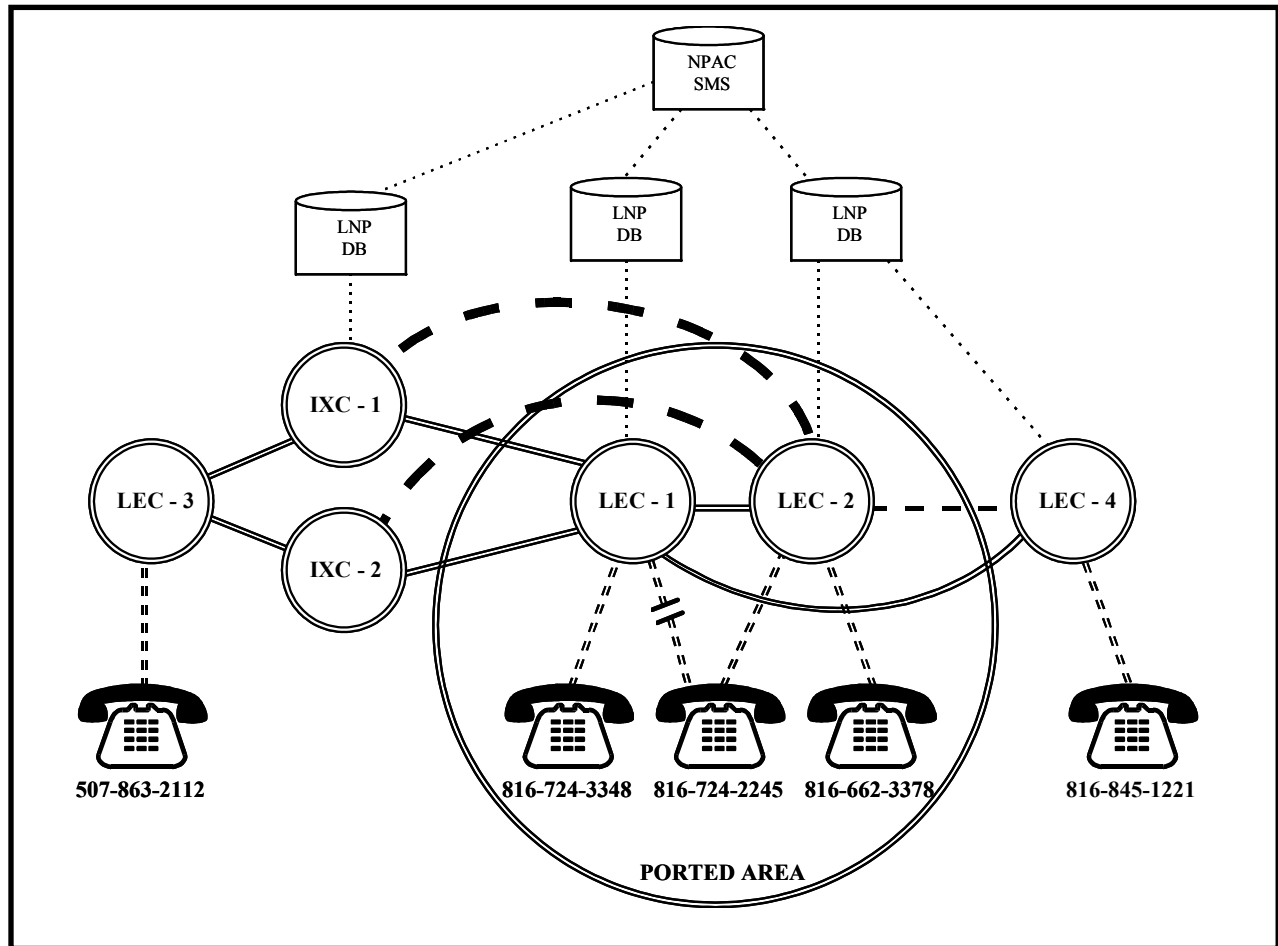 NPAC
SMS
LNP
DB
LNP
DB
LNP
DB
IXC - 1
LEC - 3
LEC - 1
LEC - 2
LEC - 4
IXC - 2
507-863-2112
816-724-3348
816-724-2245
816-662-3378
816-845-1221
PORTED AREA